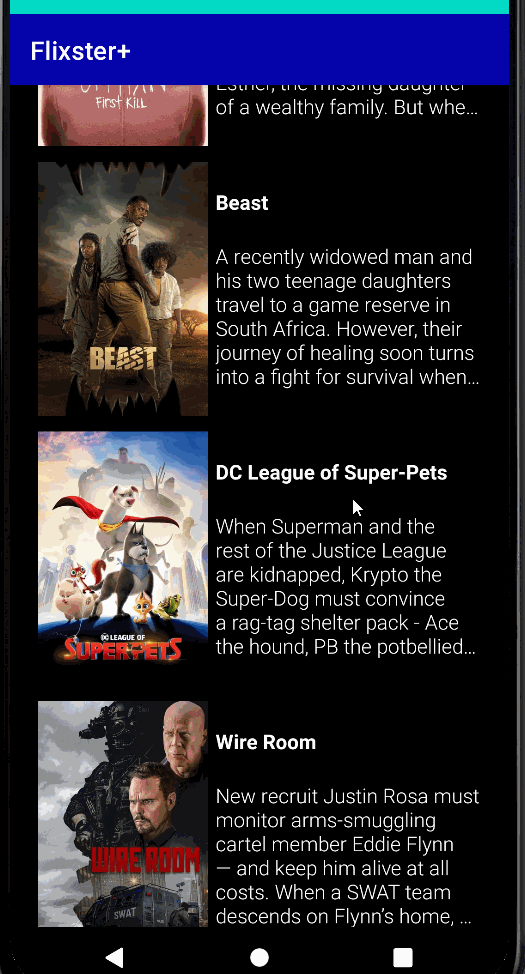 Flixster+
First Kill
Esther, the missing daughter
of a wealthy family. But whe…
Beast
A recently widowed man and
his two teenage daughters
travel to a game reserve in
South Africa. However, their
journey of healing soon turns
into a fight for survival when…
BEAST
DC League of Super-Pets
When Superman and the
rest of the Justice League
are kidnapped, Krypto the
Super-Dog must convince
a rag-tag shelter pack - Ace
the hound, PB the potbellied…
DC LEAGUE OF
SUPER-PETS
Wire Room
New recruit Justin Rosa must
monitor arms-smuggling
cartel member Eddie Flynn
— and keep him alive at all
costs. When a SWAT team
descends on Flynn's home, …
WIRE ROOM
SWAT